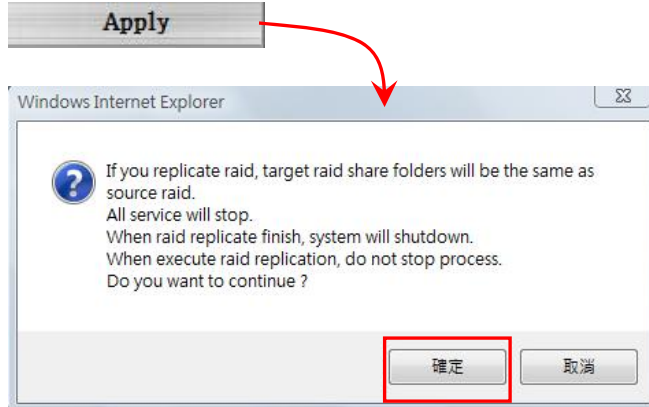 Apply
Windows Internet Explorer
If you replicate raid, target raid share folders will be the same as
source raid.
All service will stop.
When raid replicate finish, system will shutdown.
When execute raid replication, do not stop process.
Do you want to continue ?
確定
取消